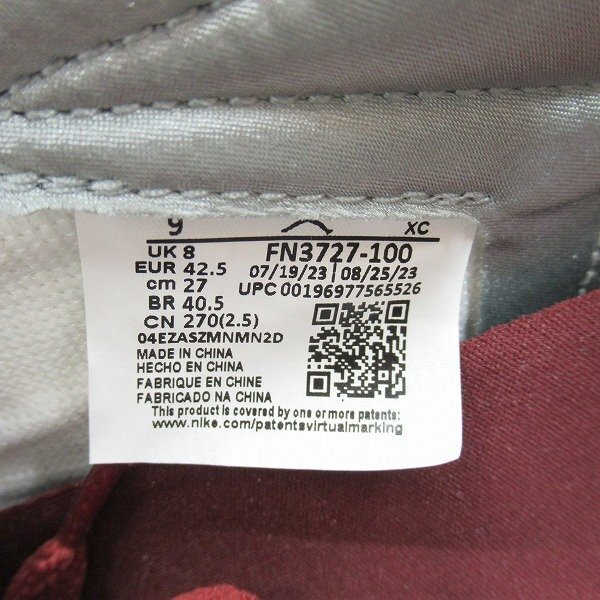 9 XC
UK 8 FN3727-100
EUR 42.5 07/19/23 | 08/25/23
cm 27 UPC 00196977565526
BR 40.5
CN 270(2.5)
04EZASZMNMN2D
MADE IN CHINA
HECHO EN CHINA
FABRIQUE EN CHINE
FABRICADO NA CHINA
This product is covered by one or more patents:
www.nike.com/patentsvirtualmarking